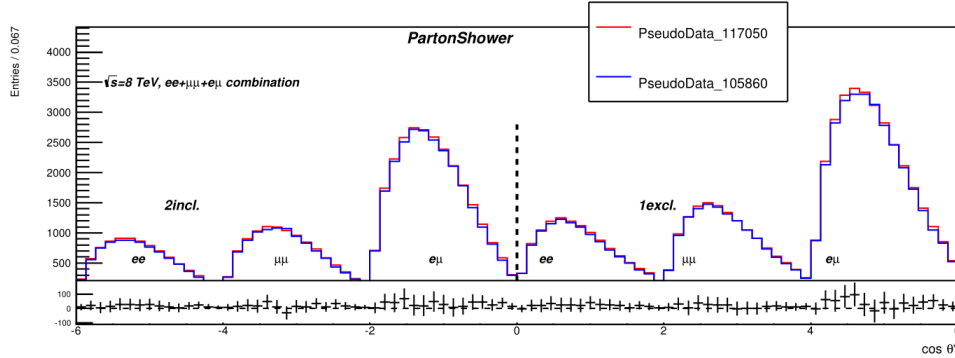 PartonShower
PseudoData_117050
PseudoData_105860
Entries / 0.067
4000
3500
3000
2500
2000
1500
1000
500
√s=8 TeV, ee+μμ+eμ combination
2incl.
1excl.
ee
μμ
eμ
ee
μμ
eμ
100
0
-100
-6
-4
-2
0
2
4
cos θ